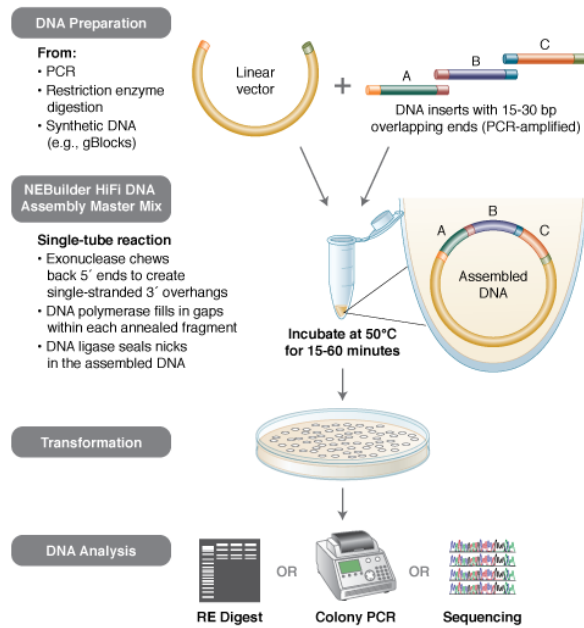 DNA Preparation
From:
• PCR
• Restriction enzyme
digestion
• Synthetic DNA
(e.g., gBlocks)
Linear
vector
+
A
B
C
DNA inserts with 15-30 bp
overlapping ends (PCR-amplified)
NEBuilder HiFi DNA
Assembly Master Mix
Single-tube reaction
• Exonuclease chews
back 5´ ends to create
single-stranded 3´ overhangs
• DNA polymerase fills in gaps
within each annealed fragment
• DNA ligase seals nicks
in the assembled DNA
Incubate at 50°C
for 15-60 minutes
A
B
C
Assembled
DNA
Transformation
DNA Analysis
OR
OR
RE Digest
Colony PCR
Sequencing